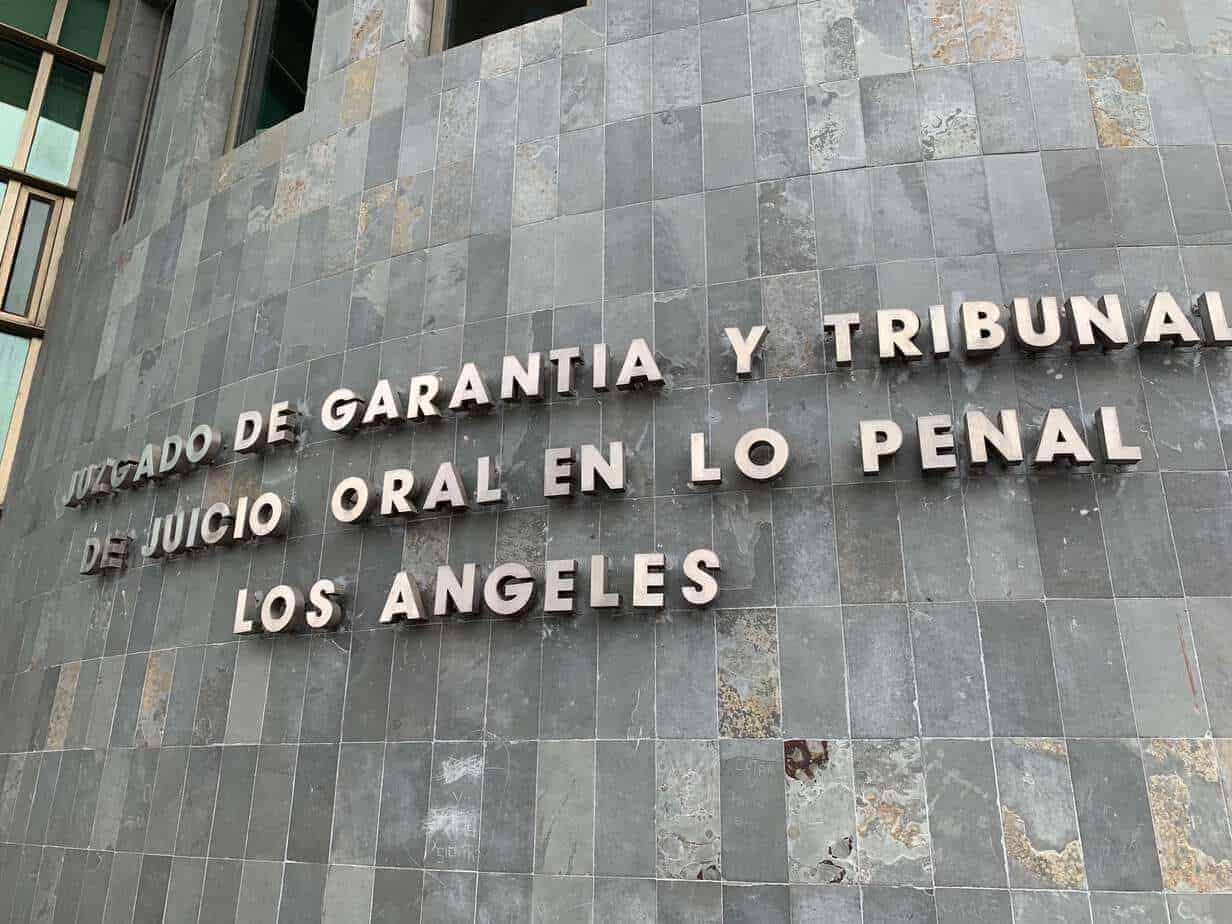 JUZGADO DE GARANTIA Y TRIBUNAL
DE JUICIO ORAL EN LO PENAL
LOS ANGELES